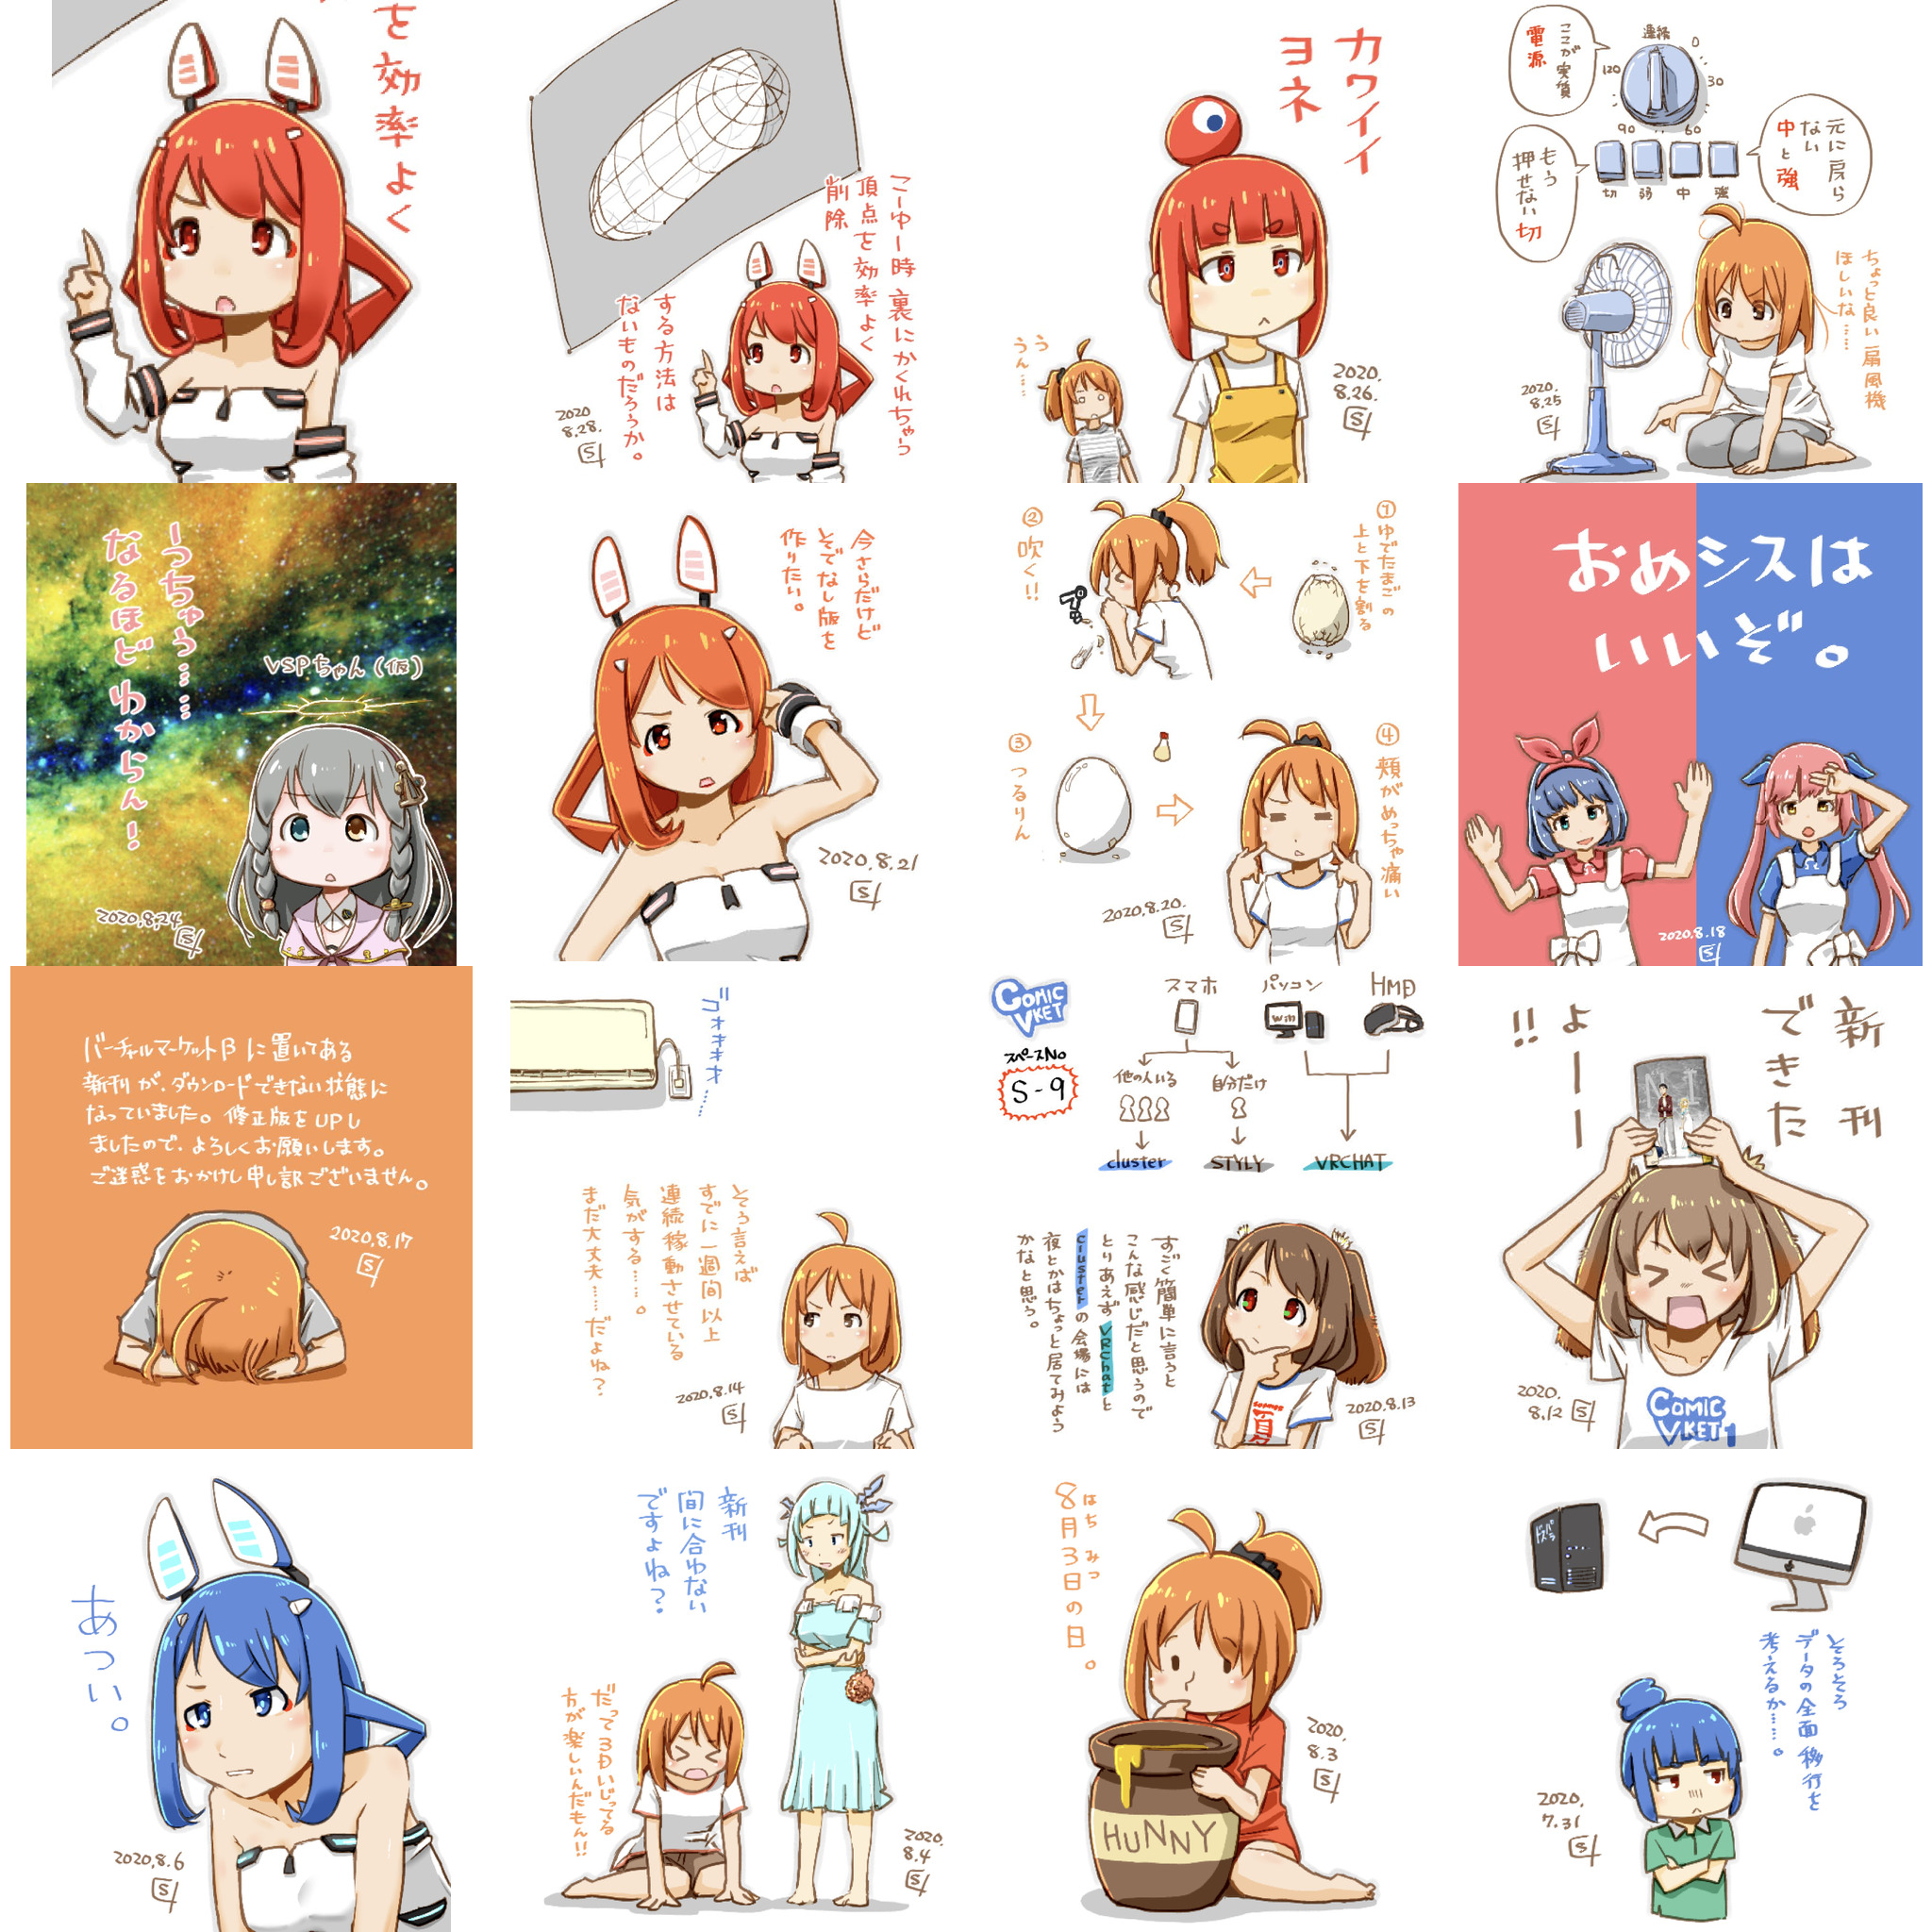 を効率よく
こーゆー時裏にかくれちゃう
頂点を効率よく
削除
する方法は
ないものだろうか。
2020
8.28.
カワイイ
ヨネ
う
うん…
2020.
8.26.
ここが実質
電源
連続
0
30
60
90
120
切
弱
中
強
元に戻ら
ない
中と強
もう
押せない切
ちょっと良い扇風機
ほしいな……
2020.
8.25
うちゅう……
なるほどわからん!
VSPちゃん(仮)
2020.8.24
今さらだけど
そでなし版を
作りたい。
2020.8.21
①ゆでたまごの
上と下を割る
②吹く!!
プッ
③つるりん
④頬がめっちゃ痛い
2020.8.20.
おめシスは
いいぞ。
2020.8.18
バーチャルマーケットβに置いてある
新刊が、ダウンロードできない状態に
なっていました。修正版をUPし
ましたので、よろしくお願いします。
ご迷惑をおかけし申し訳ございません。
2020.8.17
ゴォォォォォ……
そう言えば
すでに一週間以上
連続稼動させている
気がする……。
まだ大丈夫……だよね?
2020.8.14
COMIC
VKET
スペースNo
S-9
スマホ
パソコン
HMD
Win
他の人いる
自分だけ
cluster
STYLY
VRCHAT
すごく簡単に言うと
こんな感じだと思うので
とりあえずVRChatと
clusterの会場には
夜とかはちょっと居てみよう
かなと思う。
2020.8.13
新刊
できた
よーー
!!
COMIC
VKET1
2020.
8.12
あつい。
2020.8.6
新刊
間に合わない
ですよね?
だって3Dいじってる
方が楽しいんだもん!!
2020.
8.4
はち みつ
8月3日の日。
HUNNY
2020.
8.3
ドスパラ
そろそろ
データの全面移行を
考えるか……。
2020.
7.31